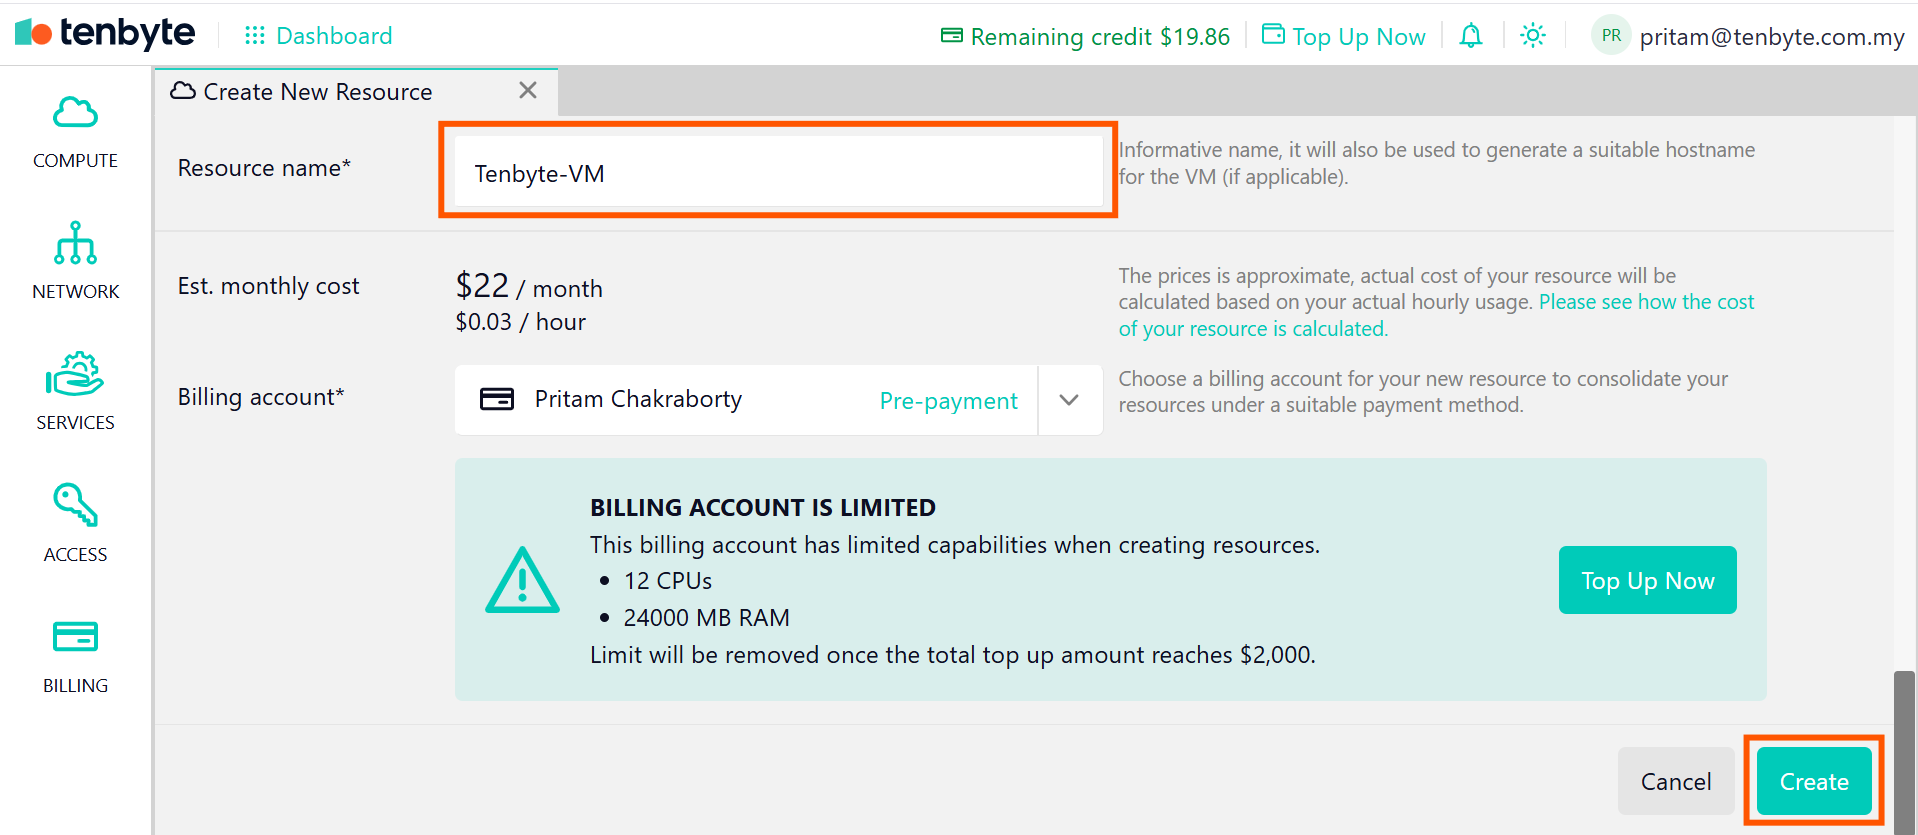 tenbyte
Dashboard
Remaining credit $19.86
Top Up Now
PR
pritam@tenbyte.com.my
Create New Resource
COMPUTE
NETWORK
SERVICES
ACCESS
BILLING
Resource name*
Tenbyte-VM
Informative name, it will also be used to generate a suitable hostname
for the VM (if applicable).
Est. monthly cost
$22 / month
$0.03 / hour
The prices is approximate, actual cost of your resource will be
calculated based on your actual hourly usage. Please see how the cost
of your resource is calculated.
Billing account*
Pritam Chakraborty
Pre-payment
Choose a billing account for your new resource to consolidate your
resources under a suitable payment method.
BILLING ACCOUNT IS LIMITED
This billing account has limited capabilities when creating resources.
• 12 CPUs
• 24000 MB RAM
Limit will be removed once the total top up amount reaches $2,000.
Top Up Now
Cancel
Create